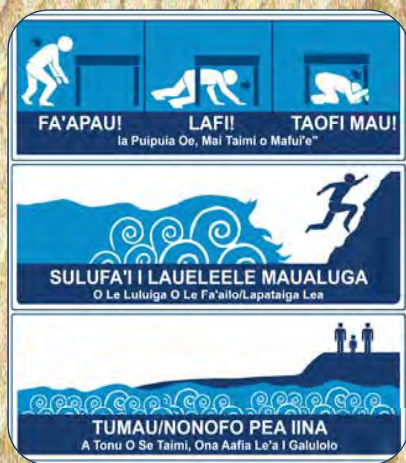 FA'APAU! LAFI! TAOFI MAU!
Ia Puipuia Oe, Mai Taimi o Mafui'e"
SULUFA'I I LAUELEELE MAUALUGA
O Le Luluiga O Le Fa'ailo/Lapataiga Lea
TUMAU/NONOFO PEA IINA
A Tonu O Se Taimi, Ona Aafia Le'a I Galulolo